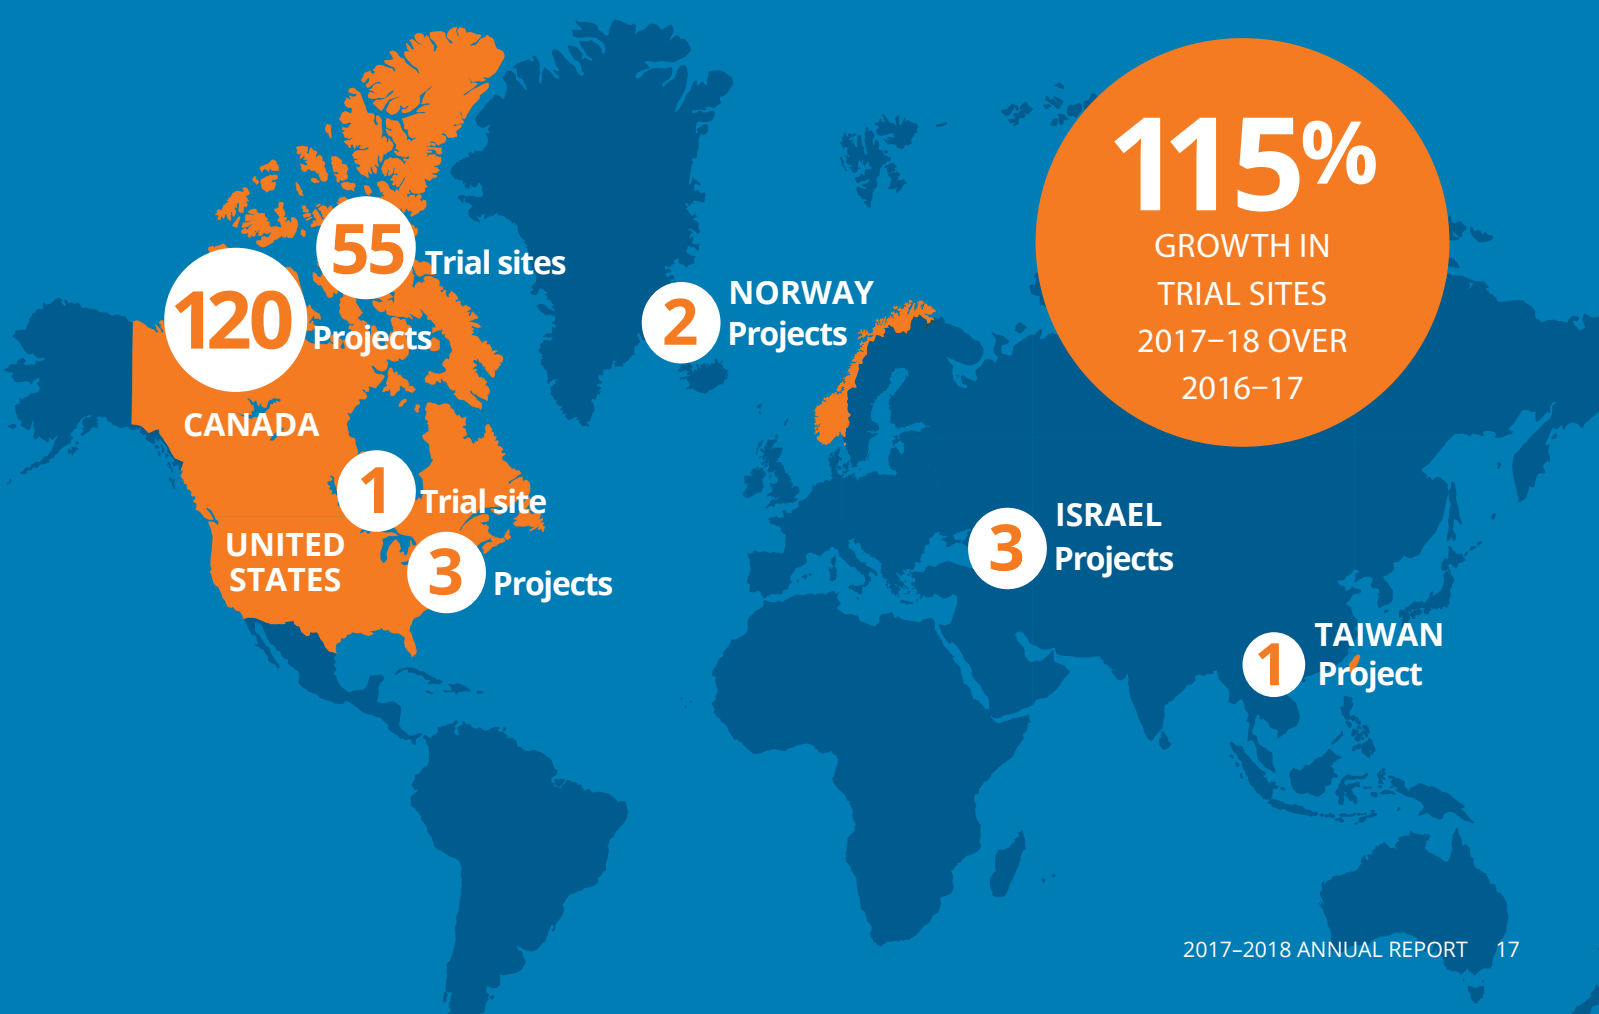 115%
GROWTH IN
TRIAL SITES
2017–18 OVER
2016–17
55 Trial sites
120 Projects
CANADA
1 Trial site
UNITED
STATES
3 Projects
2 NORWAY
Projects
3 ISRAEL
Projects
1 TAIWAN
Project
2017–2018 ANNUAL REPORT 17